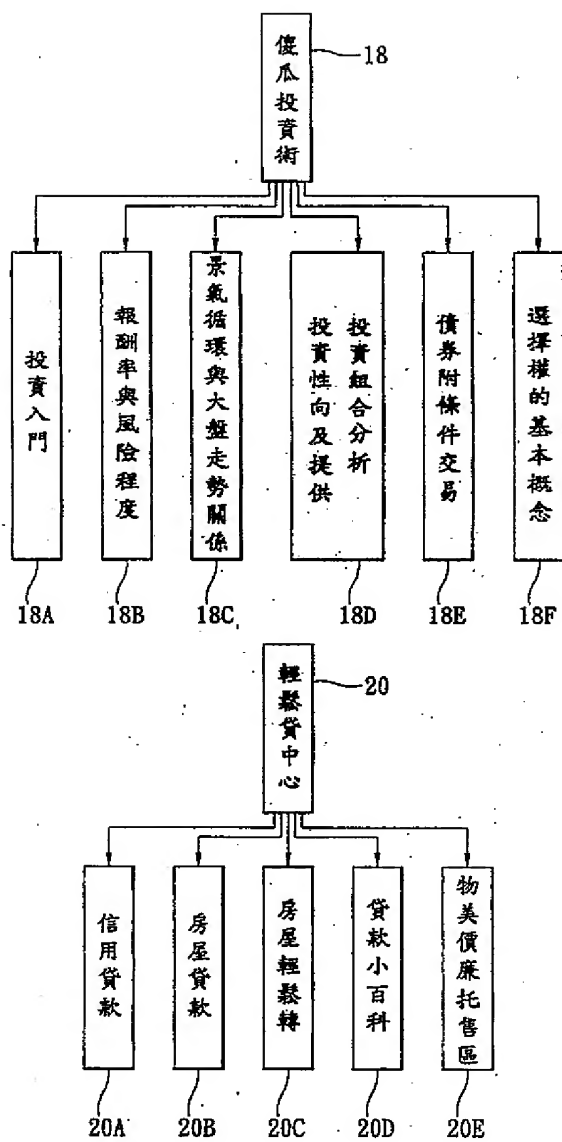 傻瓜投資術
18
投資入門
報酬率與風險程度
景氣循環與大盤走勢關係
投資組合分析
投資性向及提供
債券附條件交易
選擇權的基本概念
18A
18B
18C
18D
18E
18F
輕鬆貸中心
20
信用貸款
房屋貸款
房屋輕鬆轉
貸款小百科
物美價廉托售區
20A
20B
20C
20D
20E